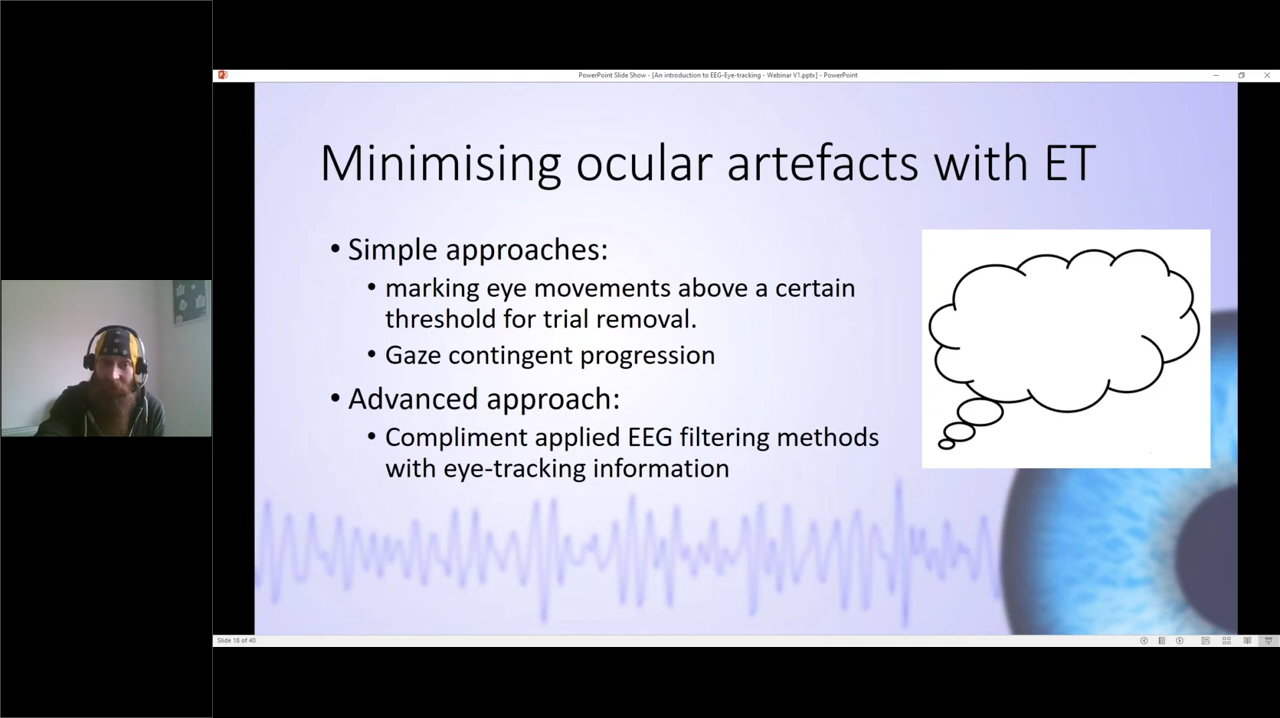 PowerPoint Slide Show - [An introduction to EEG-Eye-tracking - Webinar V1.pptx] - PowerPoint
Minimising ocular artefacts with ET
• Simple approaches:
• marking eye movements above a certain
threshold for trial removal.
• Gaze contingent progression
• Advanced approach:
• Compliment applied EEG filtering methods
with eye-tracking information
Slide 18 of 40